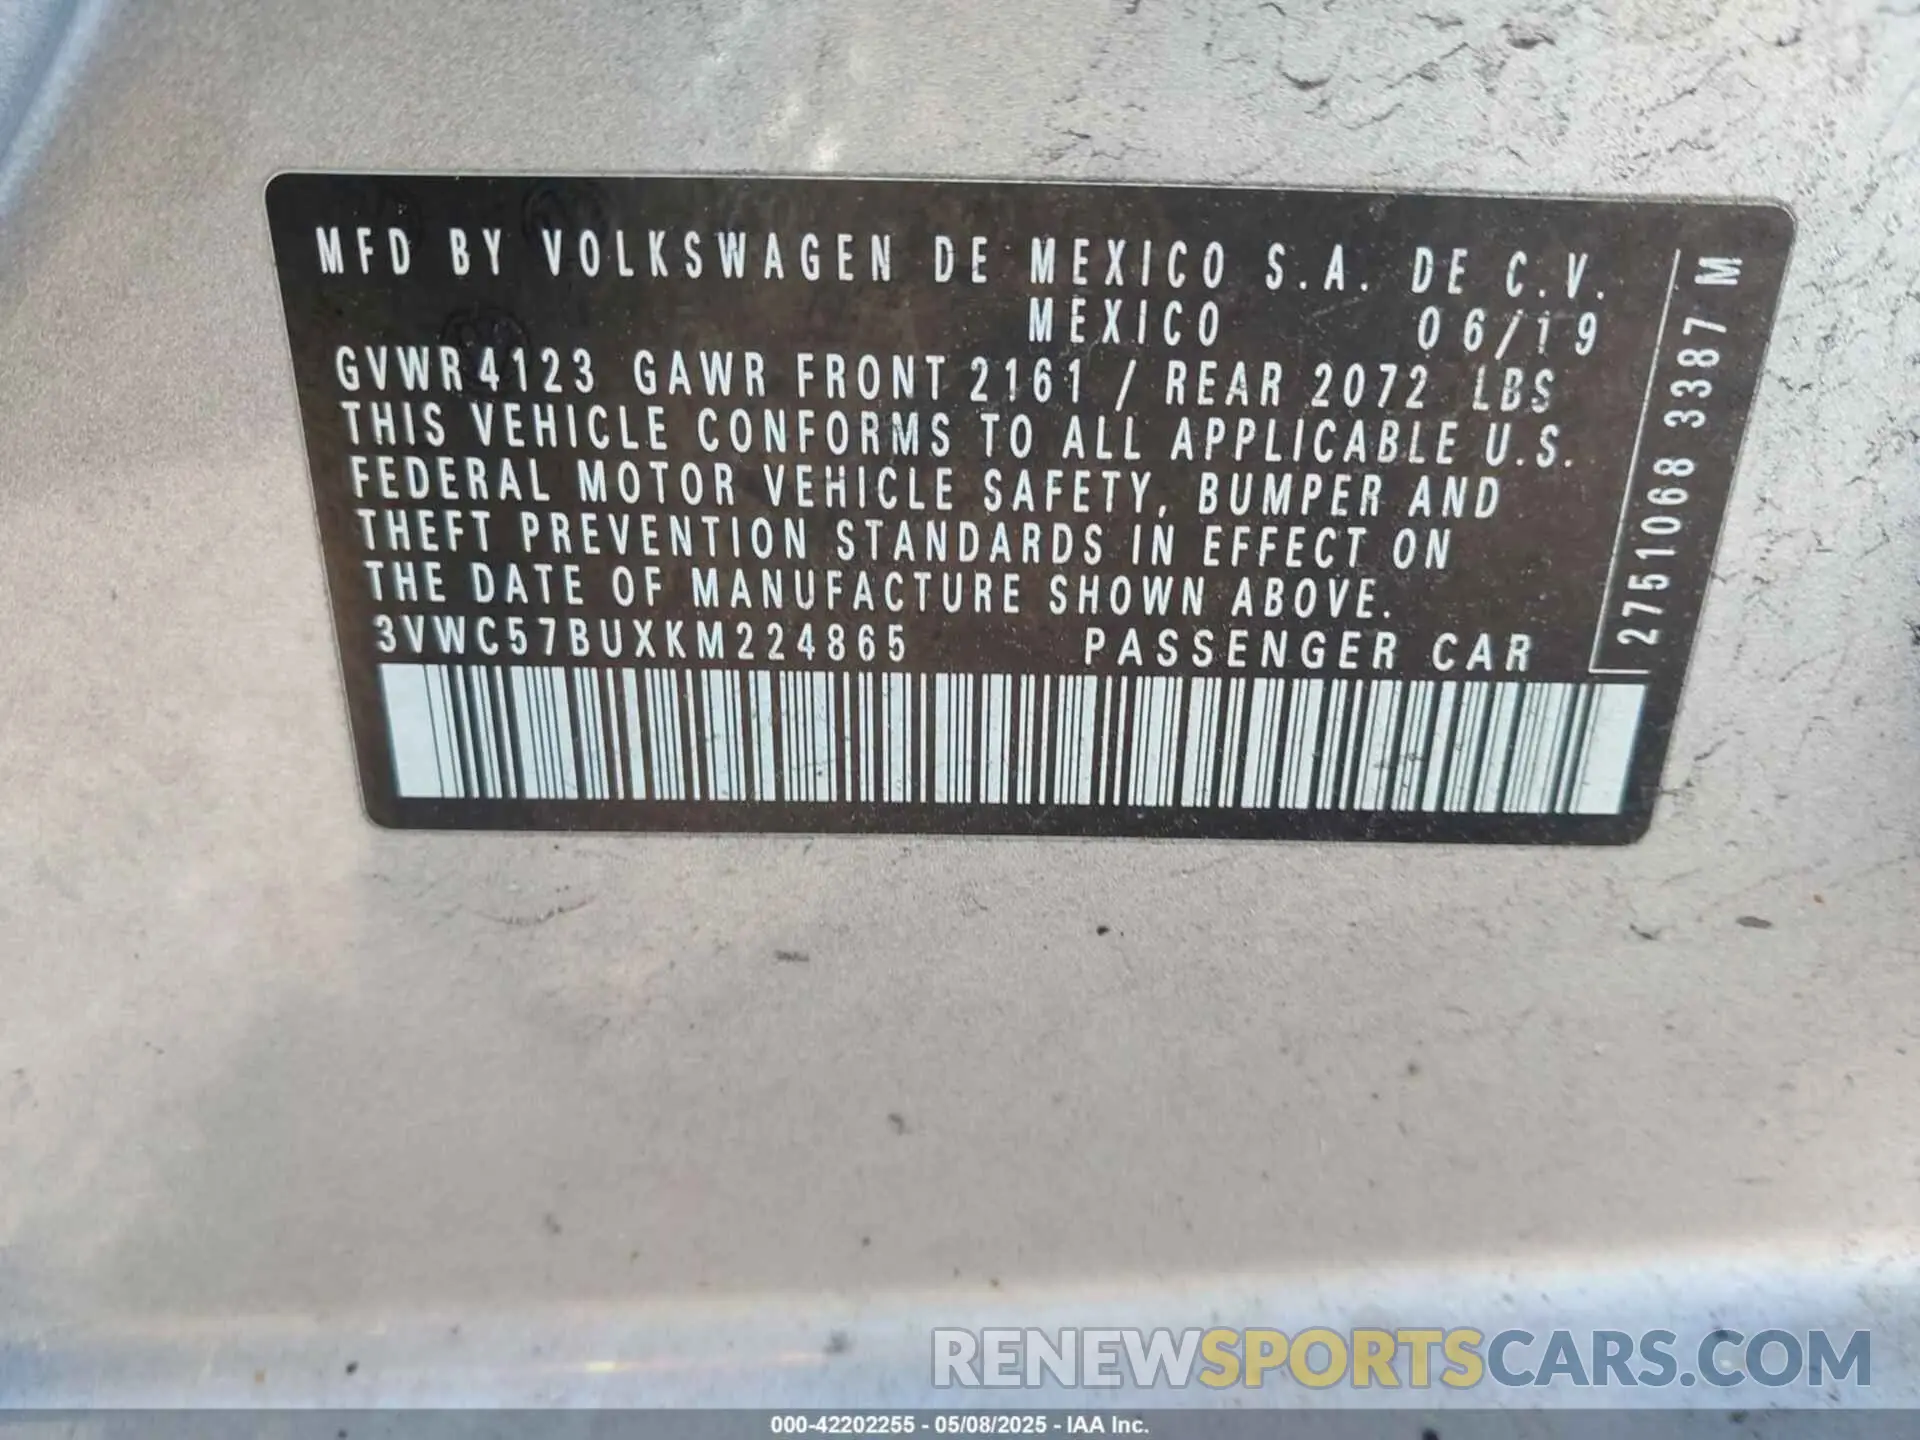 MFD BY VOLKSWAGEN DE MEXICO S.A. DE C.V.
MEXICO 06/19
GVWR 4123 GAWR FRONT 2161 / REAR 2072 LBS
THIS VEHICLE CONFORMS TO ALL APPLICABLE U.S.
FEDERAL MOTOR VEHICLE SAFETY, BUMPER AND
THEFT PREVENTION STANDARDS IN EFFECT ON
THE DATE OF MANUFACTURE SHOWN ABOVE.
3VWC57BUXKM224865 PASSENGER CAR
2751068 3387 M
RENEWSPORTSCARS.COM
000-42202255 - 05/08/2025 - IAA Inc.